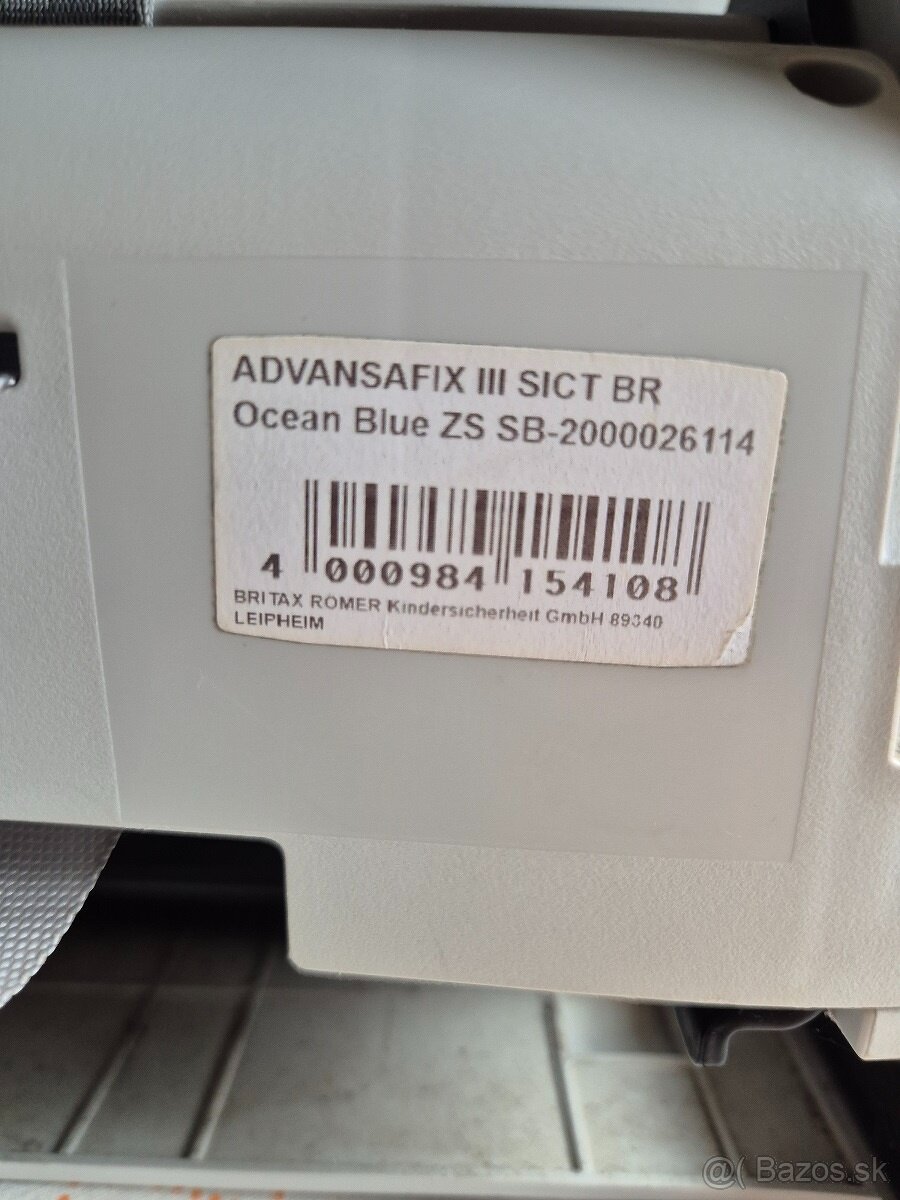 ADVANSAFIX III SICT BR
Ocean Blue ZS SB-2000026114
4 000984 154108
BRITAX RÖMER Kindersicherheit GmbH 89340
LEIPHEIM
@( Bazos.sk